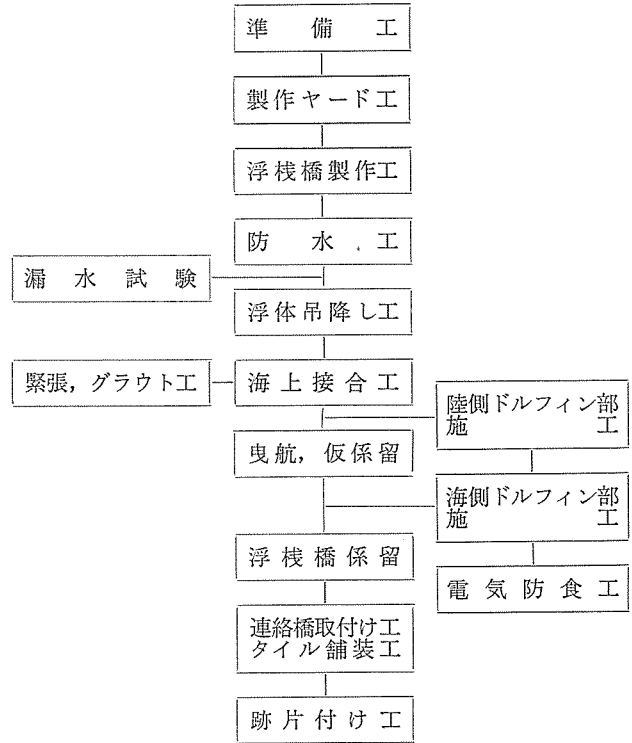 準備工
製作ヤード工
浮桟橋製作工
防水工
漏水試験
浮体吊降し工
緊張，グラウト工
海上接合工
陸側ドルフィン部
施工
曳航，仮係留
海側ドルフィン部
施工
浮桟橋係留
電気防食工
連絡橋取付け工
タイル舗装工
跡片付け工